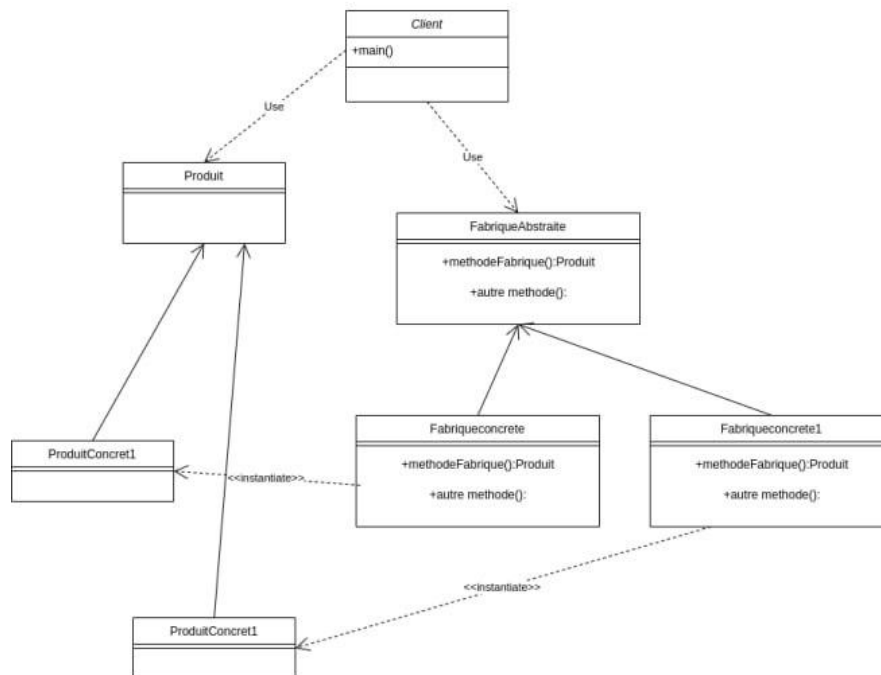 Client
+main()
Use
Use
Produit
FabriqueAbstraite
+methodeFabrique():Produit
+autre methode():
Fabriqueconcrete
+methodeFabrique():Produit
+autre methode():
Fabriqueconcrete1
+methodeFabrique():Produit
+autre methode():
ProduitConcret1
<<instantiate>>
<<instantiate>>
ProduitConcret1